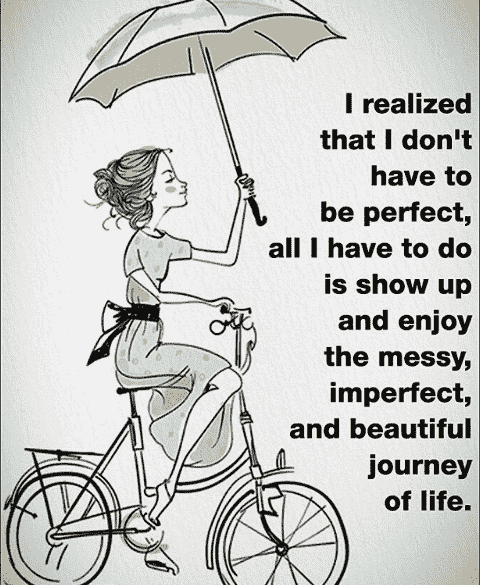 I realized
that I don't
have to
be perfect,
all I have to do
is show up
and enjoy
the messy,
imperfect,
and beautiful
journey
of life.